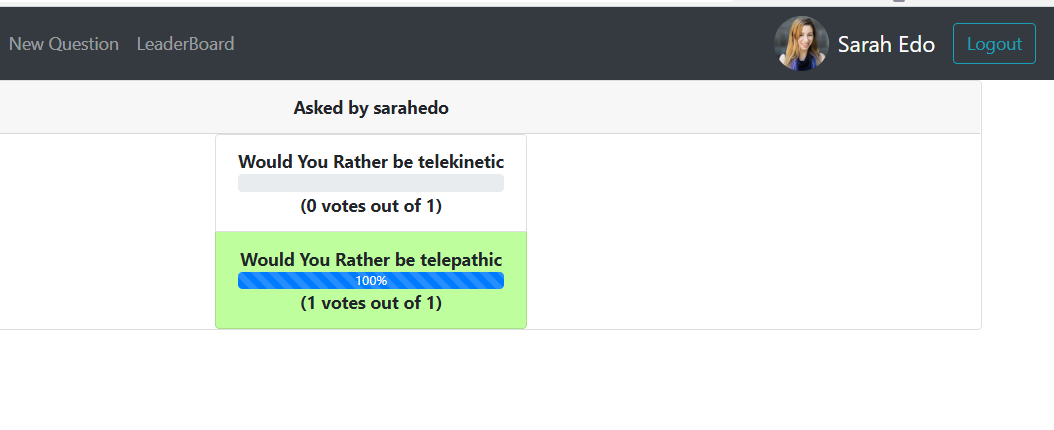 New Question LeaderBoard Sarah Edo Logout
Asked by sarahedo
Would You Rather be telekinetic
(0 votes out of 1)
Would You Rather be telepathic
100%
(1 votes out of 1)